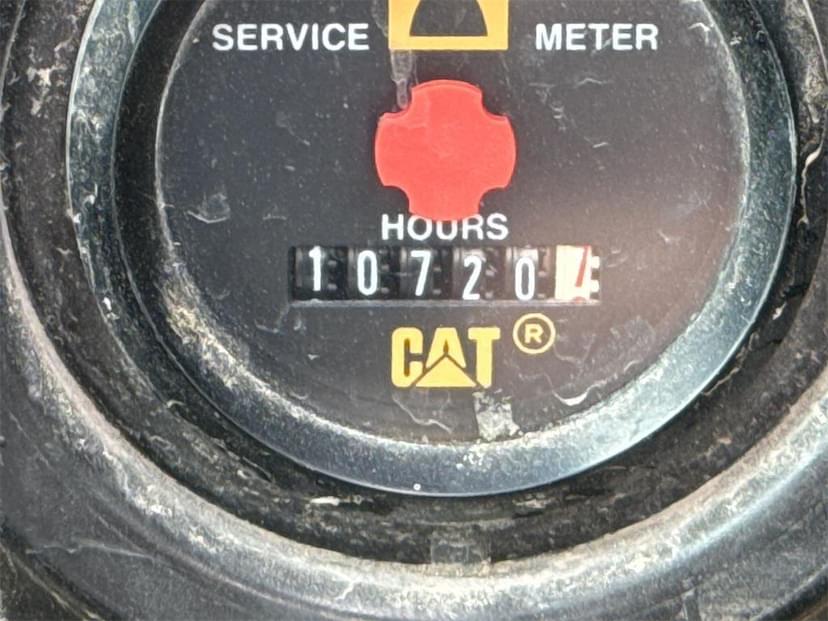 SERVICE METER
HOURS
10720
CAT ®